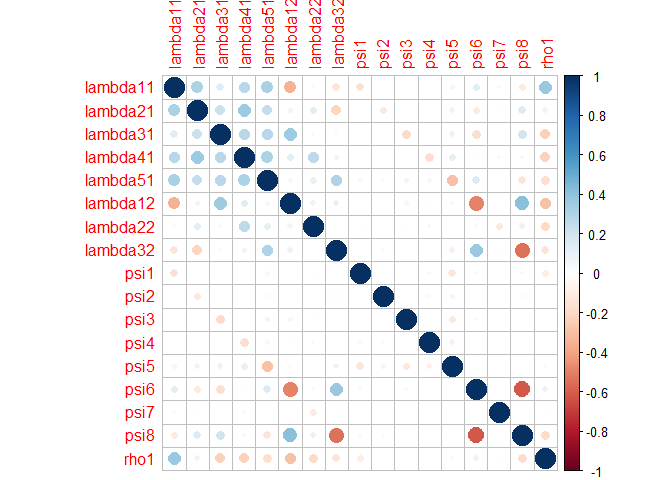 lambda11
lambda21
lambda31
lambda41
lambda51
lambda12
lambda22
lambda32
psi1
psi2
psi3
psi4
psi5
psi6
psi7
psi8
rho1
lambda11
lambda21
lambda31
lambda41
lambda51
lambda12
lambda22
lambda32
psi1
psi2
psi3
psi4
psi5
psi6
psi7
psi8
rho1
1
0.8
0.6
0.4
0.2
0
-0.2
-0.4
-0.6
-0.8
-1